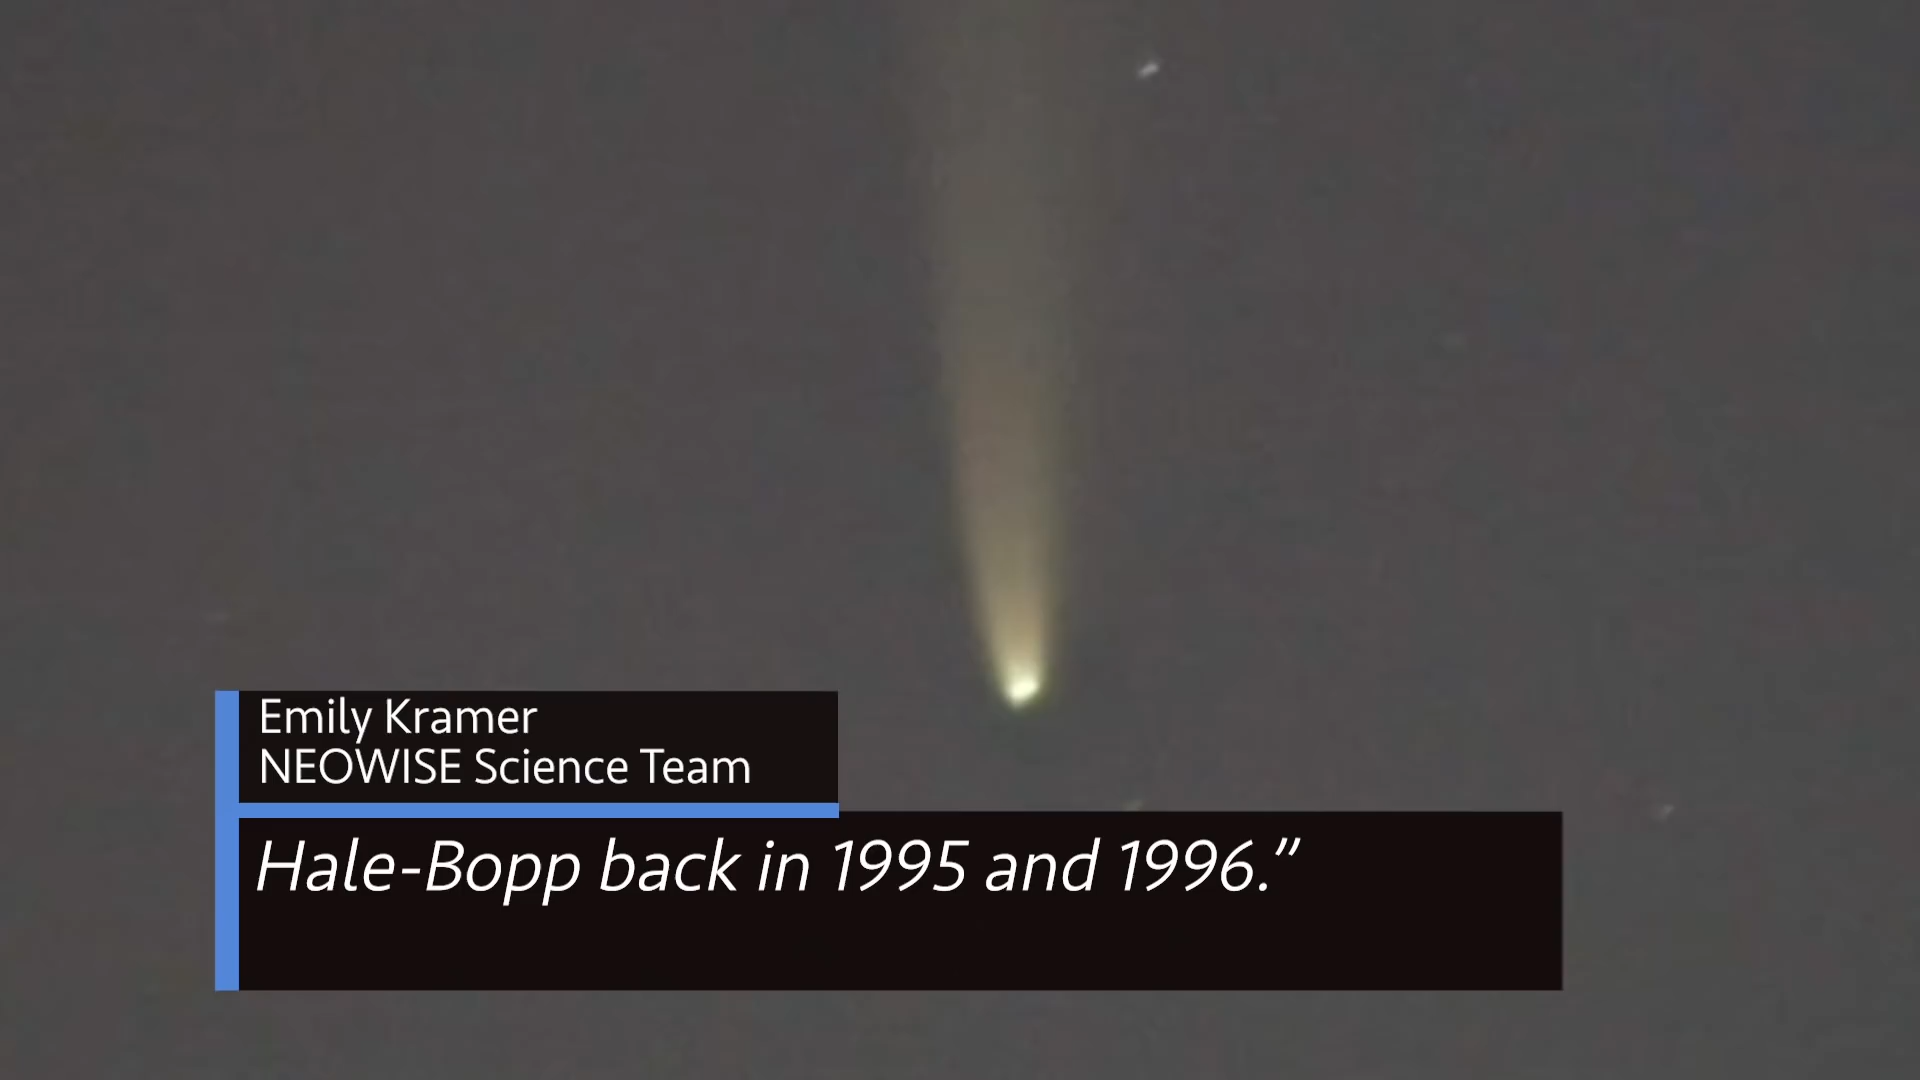 Emily Kramer
NEOWISE Science Team
Hale-Bopp back in 1995 and 1996.”